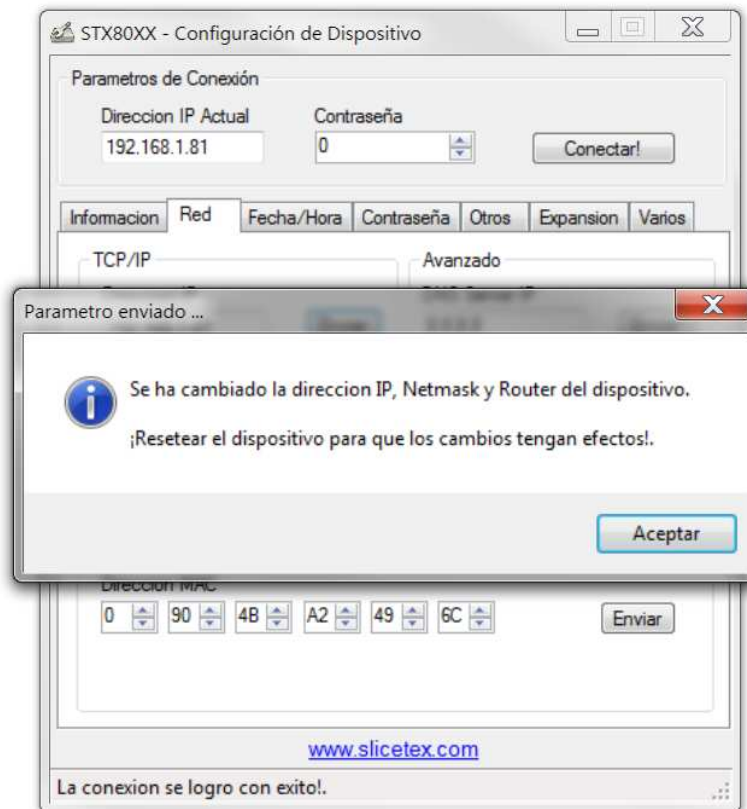 STX80XX - Configuración de Dispositivo
Parametros de Conexión
Direccion IP Actual
Contraseña
192.168.1.81
0
Conectar!
Informacion
Red
Fecha/Hora
Contraseña
Otros
Expansion
Varios
TCP/IP
Avanzado
Parametro enviado ...
Se ha cambiado la direccion IP, Netmask y Router del dispositivo.
¡Resetear el dispositivo para que los cambios tengan efectos!.
Aceptar
Direccion MAC
0 90 4B A2 49 6C
Enviar
www.slicetex.com
La conexion se logro con exito!.